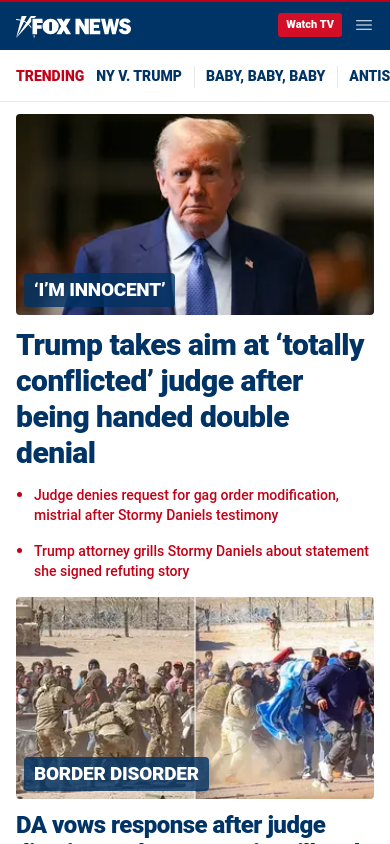 FOX NEWS
Watch TV
TRENDING NY V. TRUMP BABY, BABY, BABY ANTIS
‘I’M INNOCENT’
Trump takes aim at ‘totally
conflicted’ judge after
being handed double
denial
Judge denies request for gag order modification,
mistrial after Stormy Daniels testimony
Trump attorney grills Stormy Daniels about statement
she signed refuting story
BORDER DISORDER
DA vows response after judge